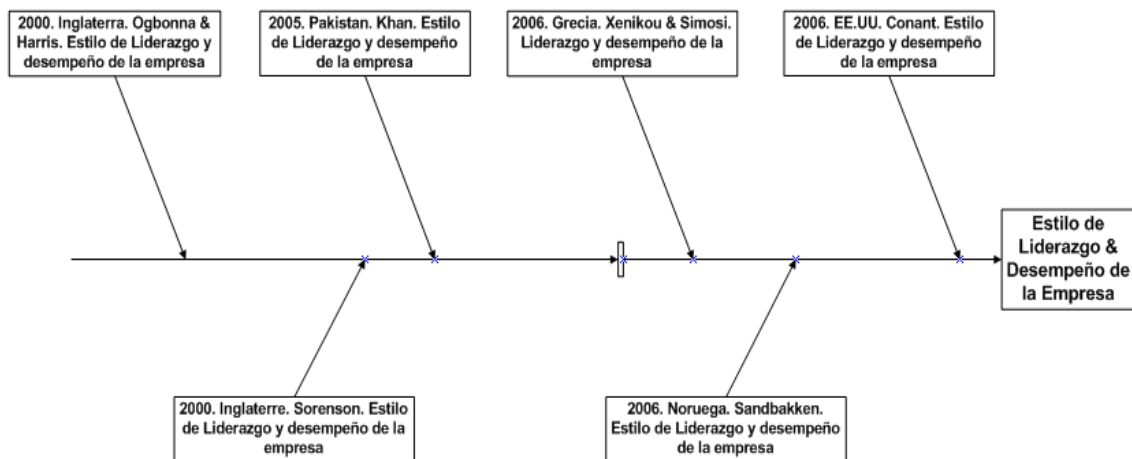 2000. Inglaterra. Ogbonna &
Harris. Estilo de Liderazgo y
desempeño de la empresa
2005. Pakistan. Khan. Estilo
de Liderazgo y desempeño
de la empresa
2006. Grecia. Xenikou & Simosi.
Liderazgo y desempeño de la
empresa
2006. EE.UU. Conant. Estilo
de Liderazgo y desempeño
de la empresa
Estilo de
Liderazgo &
Desempeño de
la Empresa
2000. Inglaterre. Sorenson. Estilo
de Liderazgo y desempeño de la
empresa
2006. Noruega. Sandbakken.
Estilo de Liderazgo y desempeño
de la empresa